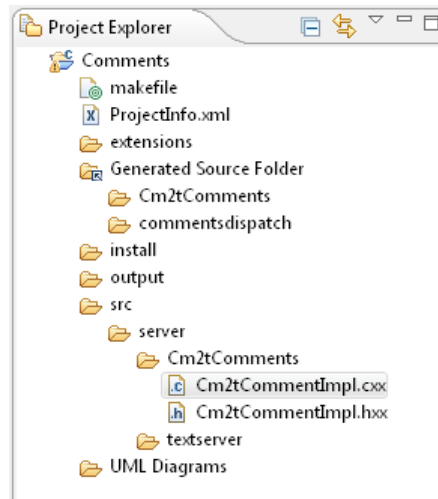 Project Explorer
Comments
makefile
ProjectInfo.xml
extensions
Generated Source Folder
Cm2tComments
commentsdispatch
install
output
src
server
Cm2tComments
.c Cm2tCommentImpl.cxx
.h Cm2tCommentImpl.hxx
textserver
UML Diagrams